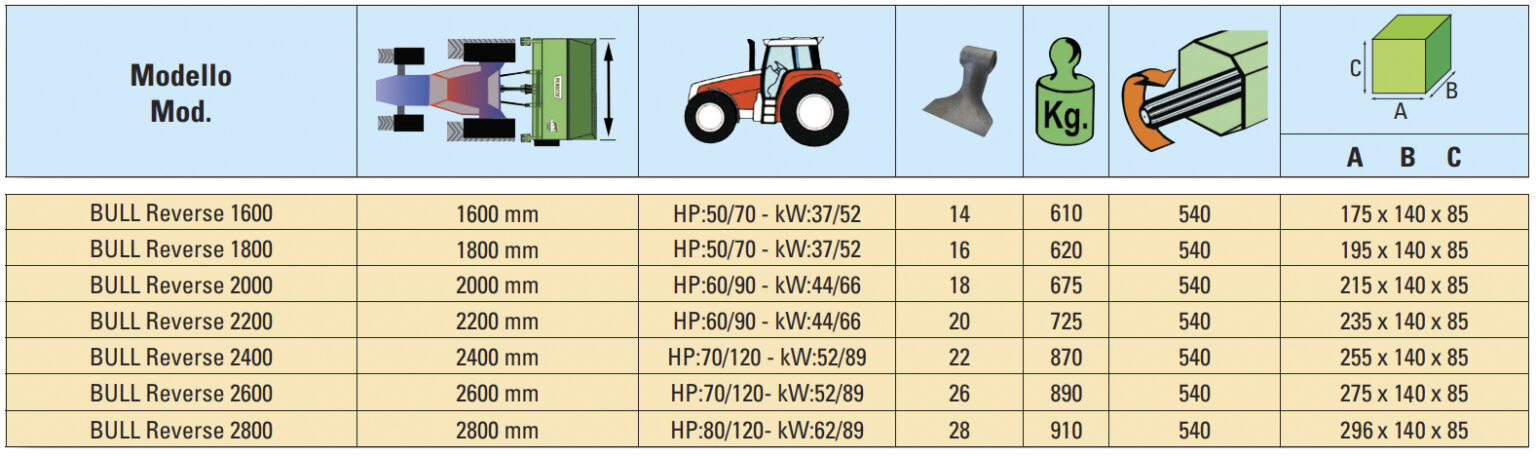 Modello
Mod.
Kg.
C
B
A
A B C
BULL Reverse 1600 1600 mm HP:50/70 - kW:37/52 14 610 540 175 x 140 x 85
BULL Reverse 1800 1800 mm HP:50/70 - kW:37/52 16 620 540 195 x 140 x 85
BULL Reverse 2000 2000 mm HP:60/90 - kW:44/66 18 675 540 215 x 140 x 85
BULL Reverse 2200 2200 mm HP:60/90 - kW:44/66 20 725 540 235 x 140 x 85
BULL Reverse 2400 2400 mm HP:70/120 - kW:52/89 22 870 540 255 x 140 x 85
BULL Reverse 2600 2600 mm HP:70/120- kW:52/89 26 890 540 275 x 140 x 85
BULL Reverse 2800 2800 mm HP:80/120- kW:62/89 28 910 540 296 x 140 x 85